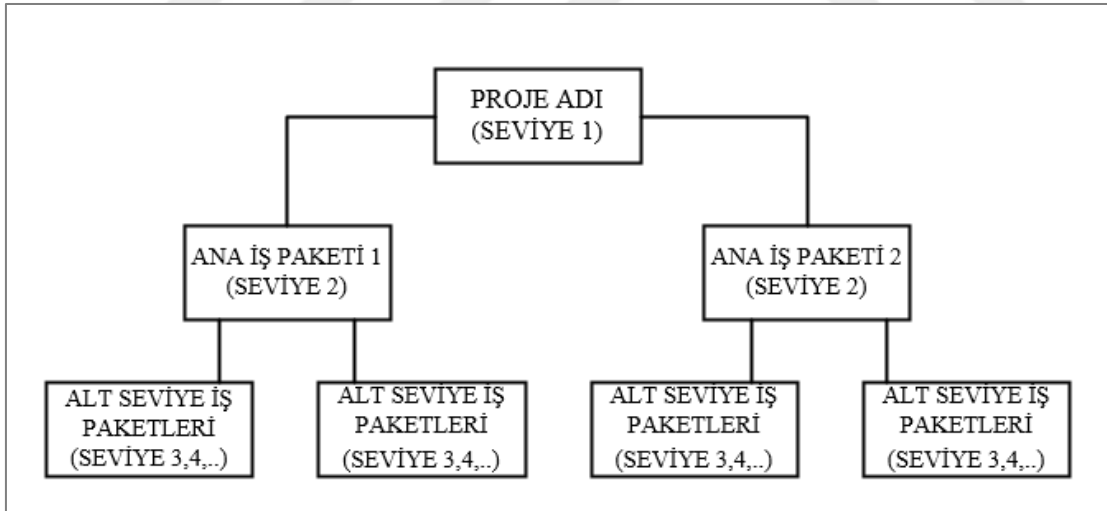 PROJE ADI
(SEVİYE 1)
ANA İŞ PAKETİ 1
(SEVİYE 2)
ANA İŞ PAKETİ 2
(SEVİYE 2)
ALT SEVİYE İŞ
PAKETLERİ
(SEVİYE 3,4,..)
ALT SEVİYE İŞ
PAKETLERİ
(SEVİYE 3,4,..)
ALT SEVİYE İŞ
PAKETLERİ
(SEVİYE 3,4,..)
ALT SEVİYE İŞ
PAKETLERİ
(SEVİYE 3,4,..)